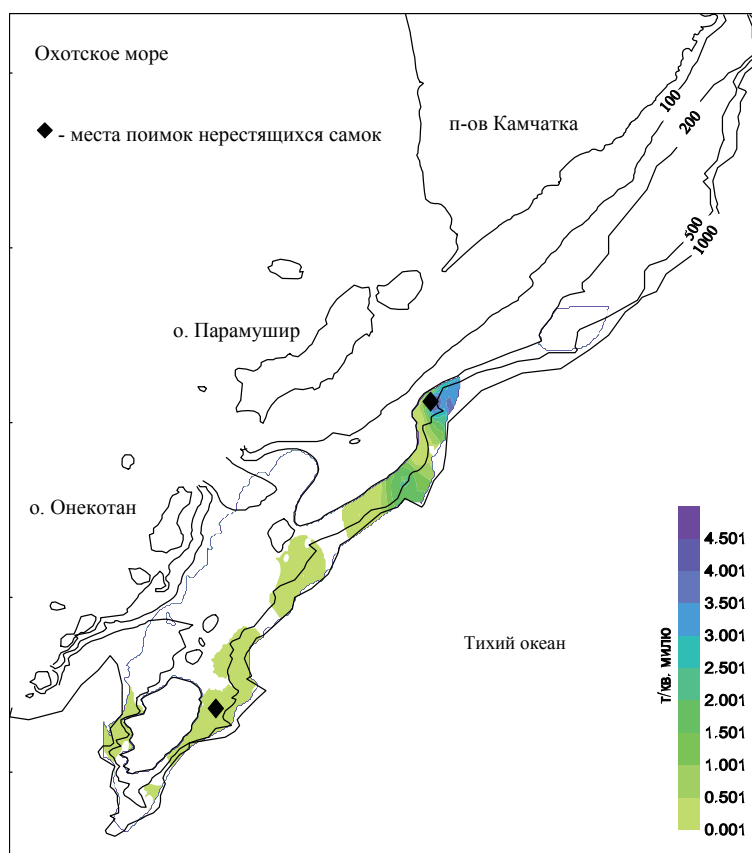 Охотское море
◆ - места поимок нерестящихся самок
п-ов Камчатка
100
200
500
1000
о. Парамушир
о. Онекотан
Тихий океан
т/кв. милю
4.501
4.001
3.501
3.001
2.501
2.001
1.501
1.001
0.501
0.001